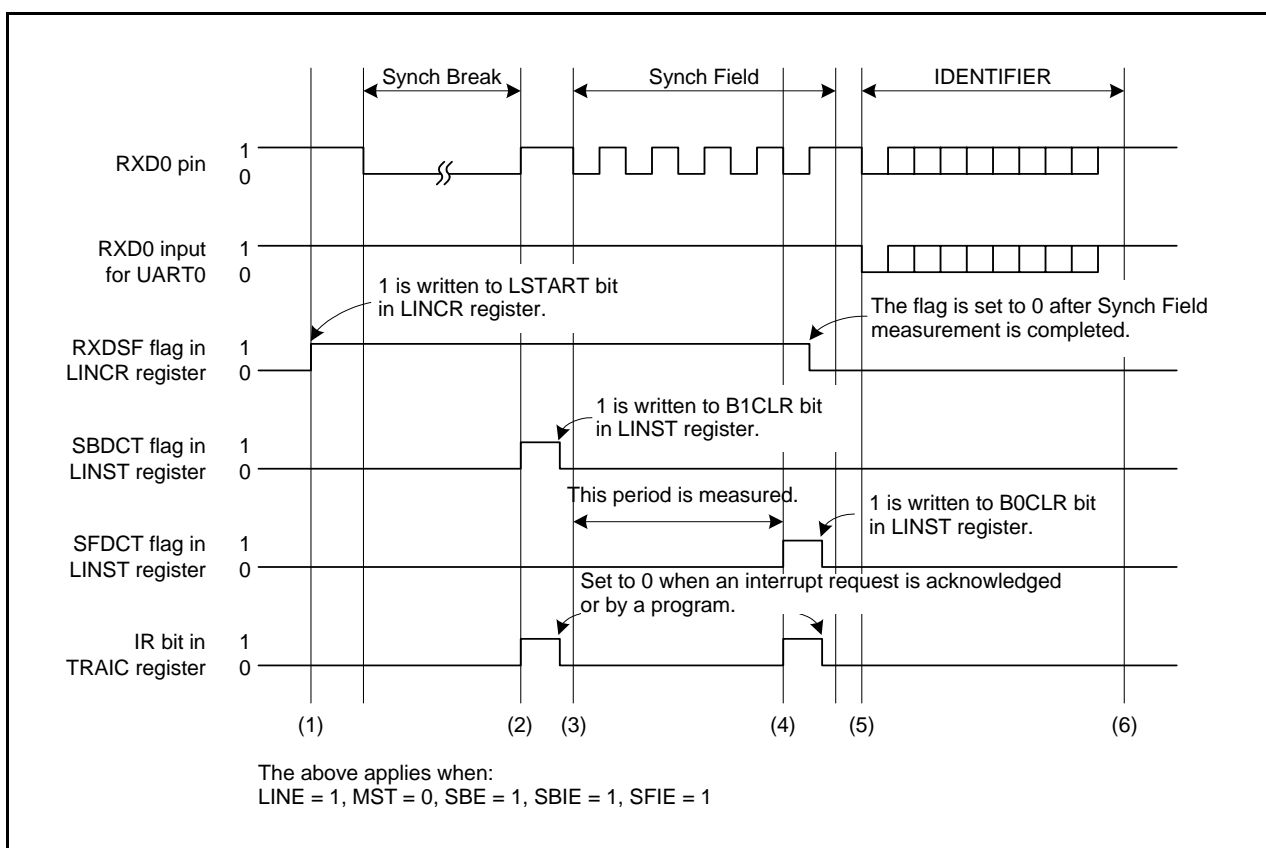 Synch Break
Synch Field
IDENTIFIER
RXD0 pin
1
0
RXD0 input
for UART0
1
0
1 is written to LSTART bit
in LINCR register.
The flag is set to 0 after Synch Field
measurement is completed.
RXDSF flag in
LINCR register
1
0
1 is written to B1CLR bit
in LINST register.
SBDCT flag in
LINST register
1
0
This period is measured.
1 is written to B0CLR bit
in LINST register.
SFDCT flag in
LINST register
1
0
Set to 0 when an interrupt request is acknowledged
or by a program.
IR bit in
TRAIC register
1
0
(1)
(2)
(3)
(4)
(5)
(6)
The above applies when:
LINE = 1, MST = 0, SBE = 1, SBIE = 1, SFIE = 1